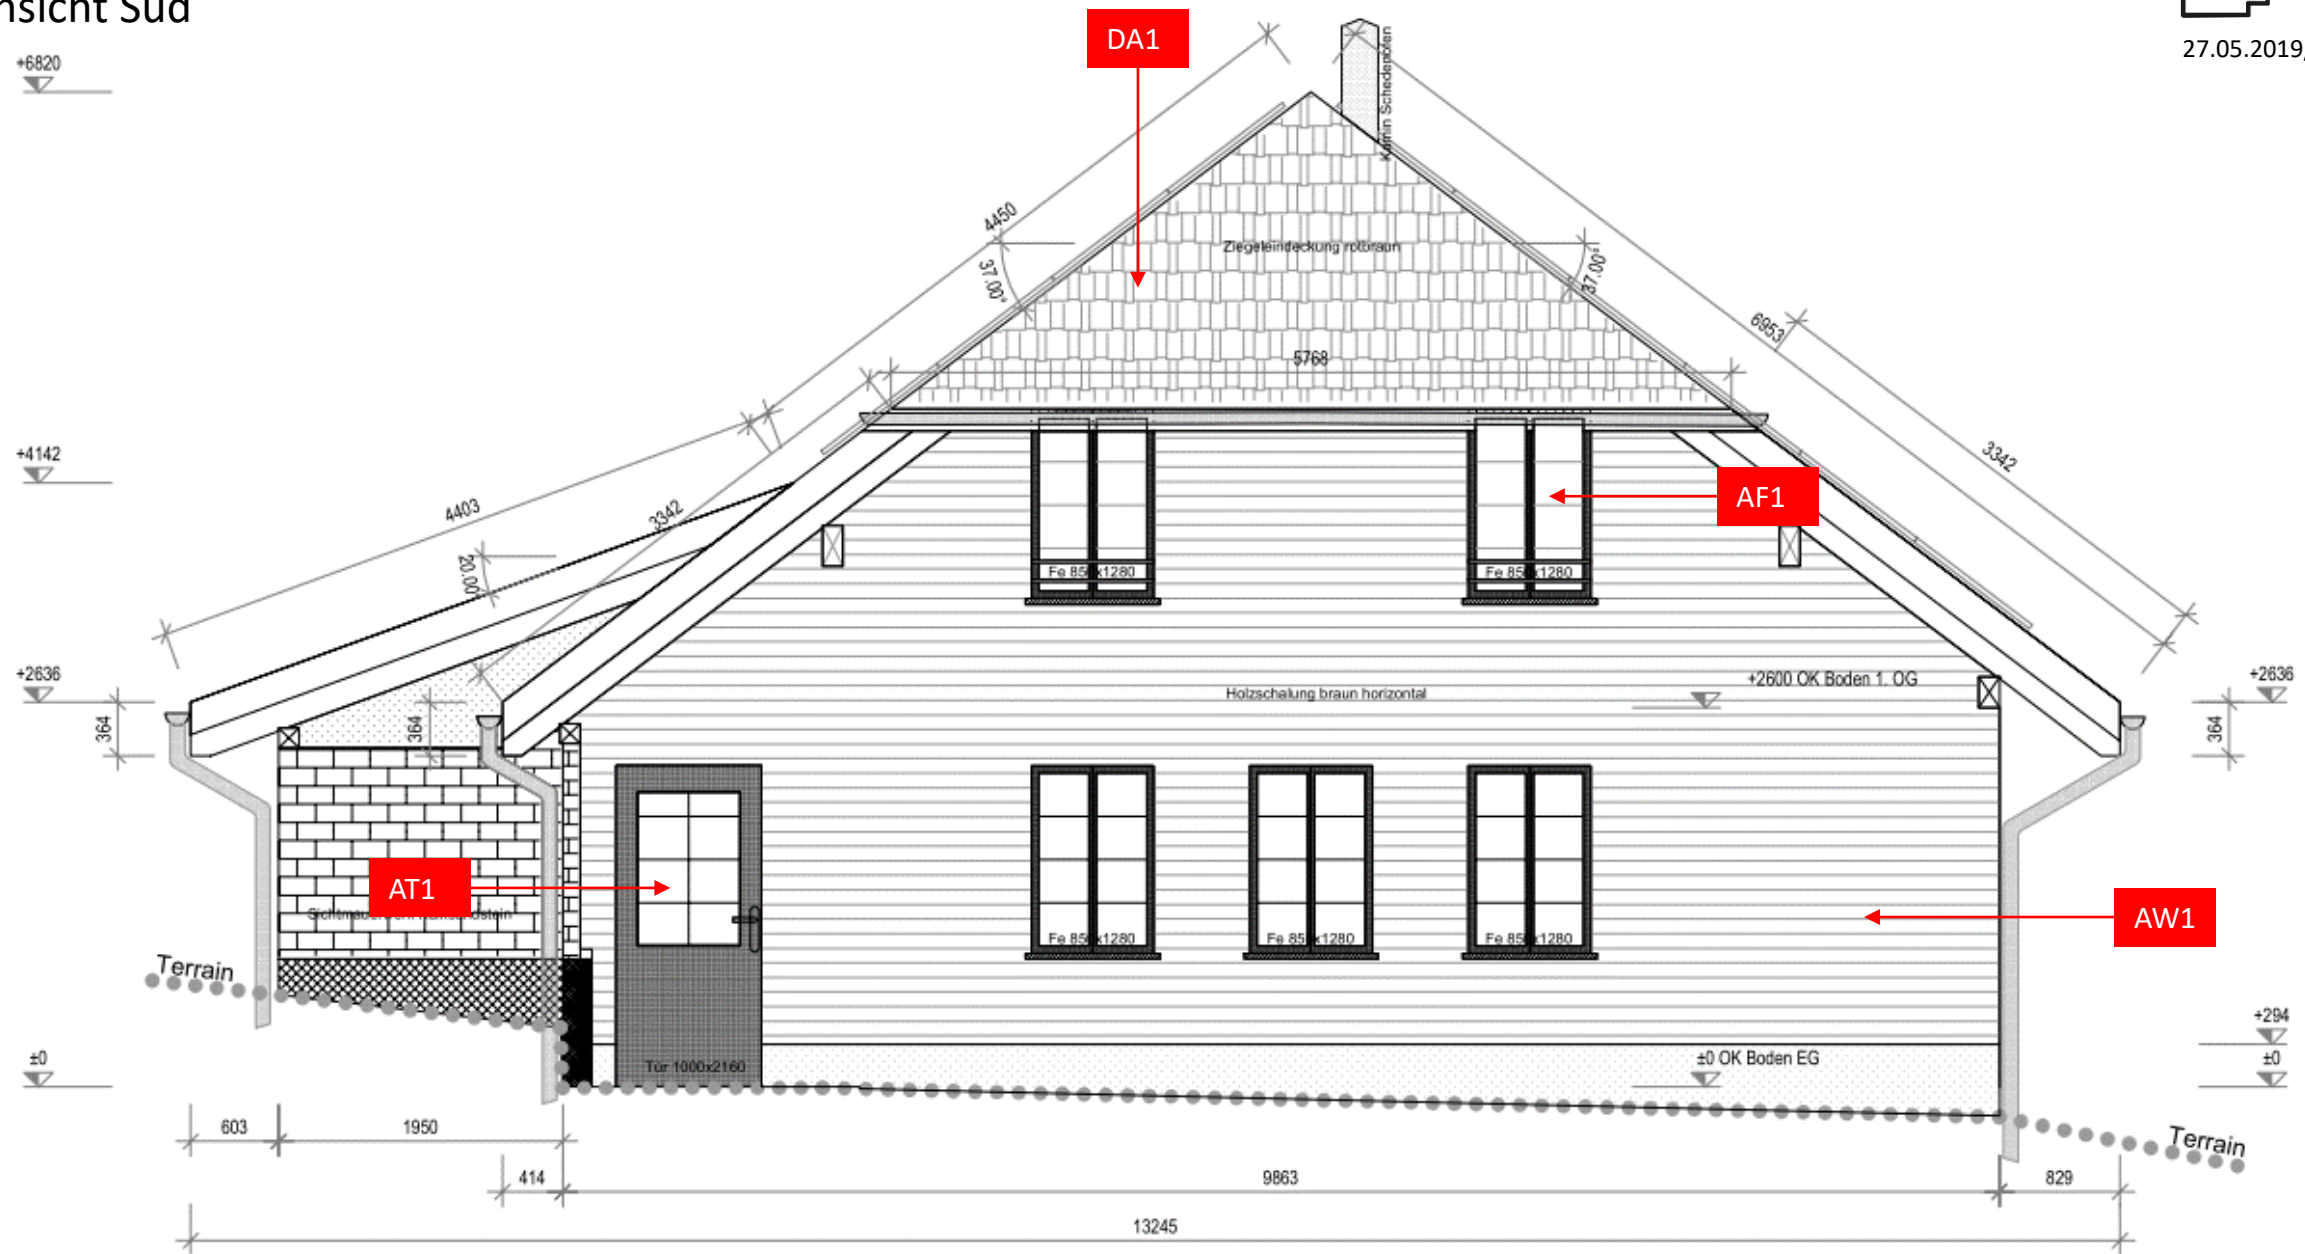 nsicht Süd
27.05.2019,
DA1
+6820
Kamin Schedenöfen
4450
37.00°
Ziegeleindeckung rotbraun
37.00°
6953
5768
3342
+4142
4403
3342
20.00°
AF1
Fe 850x1280
Fe 850x1280
+2636
364
364
Holzschalung braun horizontal
+2600 OK Boden 1. OG
+2636
364
AT1
AW1
Fe 850x1280
Fe 850x1280
Fe 850x1280
Terrain
±0
Tür 1000x2160
±0 OK Boden EG
+294
±0
603
1950
Terrain
414
9863
829
13245